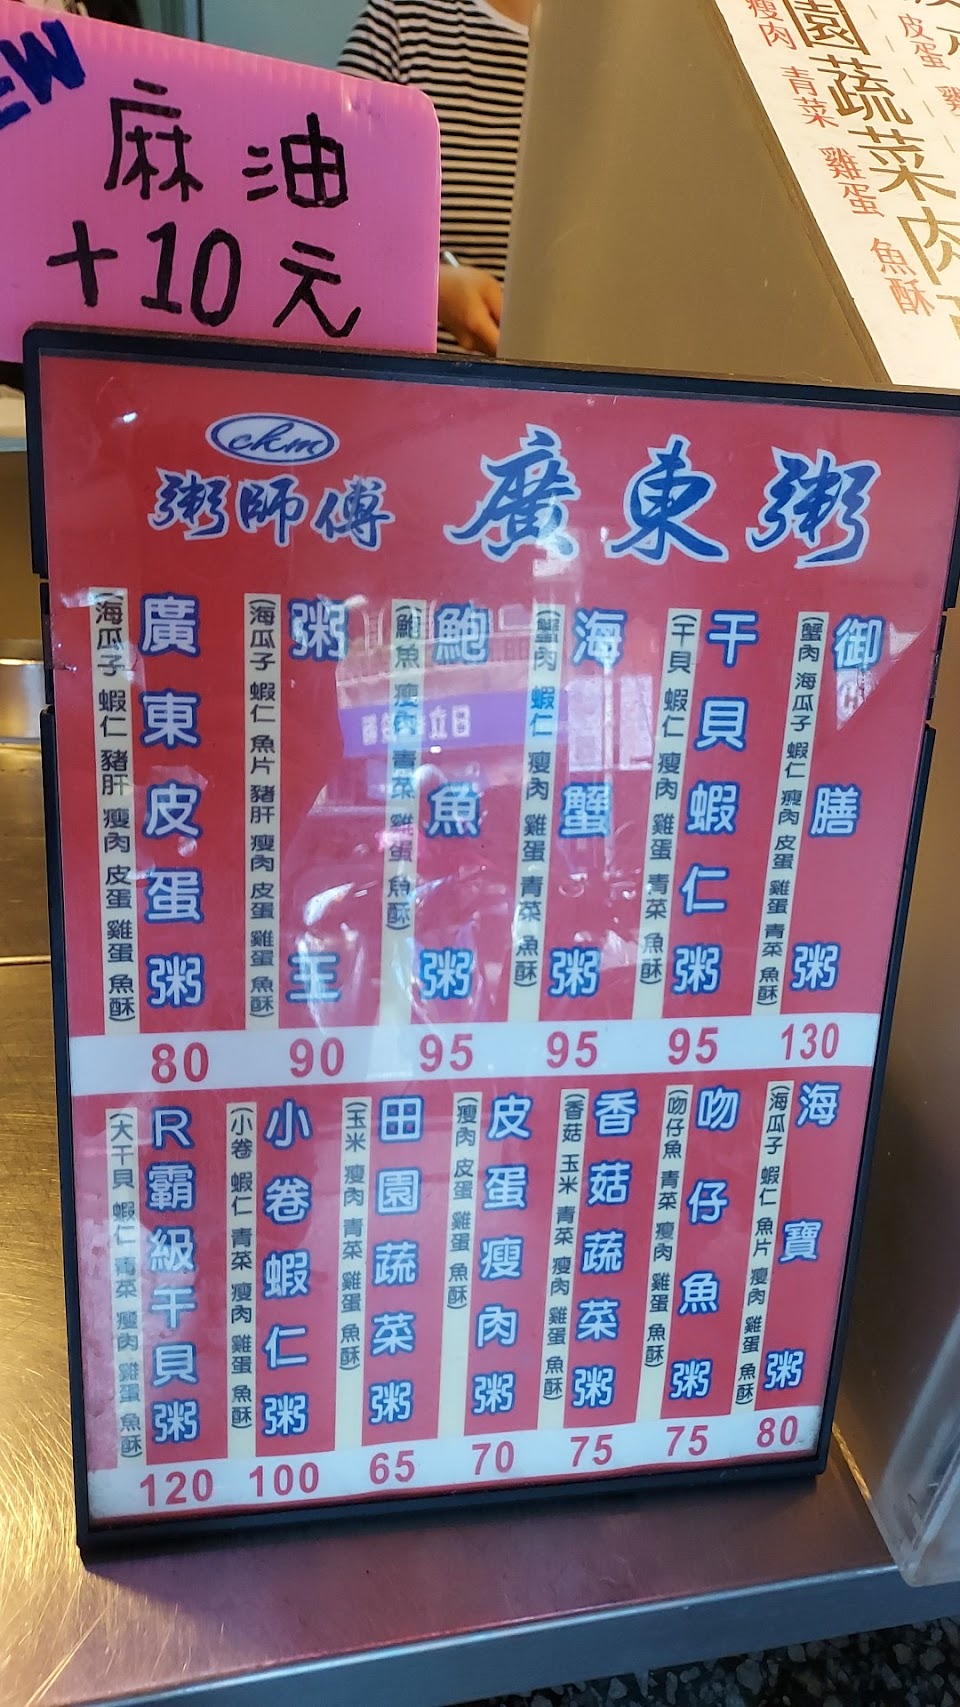 NEW
麻油
+10元
瘦肉 青菜 雞蛋 魚酥
園蔬菜肉
皮蛋
ckm
粥師傅
廣東粥
御膳粥
(蟹肉 海瓜子 蝦仁 瘦肉 皮蛋 雞蛋 青菜 魚酥)
130
干貝蝦仁粥
(干貝 蝦仁 瘦肉 雞蛋 青菜 魚酥)
95
海蟹粥
(蟹肉 蝦仁 瘦肉 雞蛋 青菜 魚酥)
95
鮑魚粥
(鮑魚 瘦肉 青菜 雞蛋 魚酥)
95
粥王
(海瓜子 蝦仁 魚片 豬肝 瘦肉 皮蛋 雞蛋 魚酥)
90
廣東皮蛋粥
(海瓜子 蝦仁 豬肝 瘦肉 皮蛋 雞蛋 魚酥)
80
海寶粥
(海瓜子 蝦仁 魚片 瘦肉 雞蛋 魚酥)
80
吻仔魚粥
(吻仔魚 青菜 瘦肉 雞蛋 魚酥)
75
香菇蔬菜粥
(香菇 玉米 青菜 瘦肉 雞蛋 魚酥)
75
皮蛋瘦肉粥
(瘦肉 皮蛋 雞蛋 魚酥)
70
田園蔬菜粥
(玉米 瘦肉 青菜 雞蛋 魚酥)
65
小卷蝦仁粥
(小卷 蝦仁 青菜 瘦肉 雞蛋 魚酥)
100
R霸級干貝粥
(大干貝 蝦仁 青菜 瘦肉 雞蛋 魚酥)
120